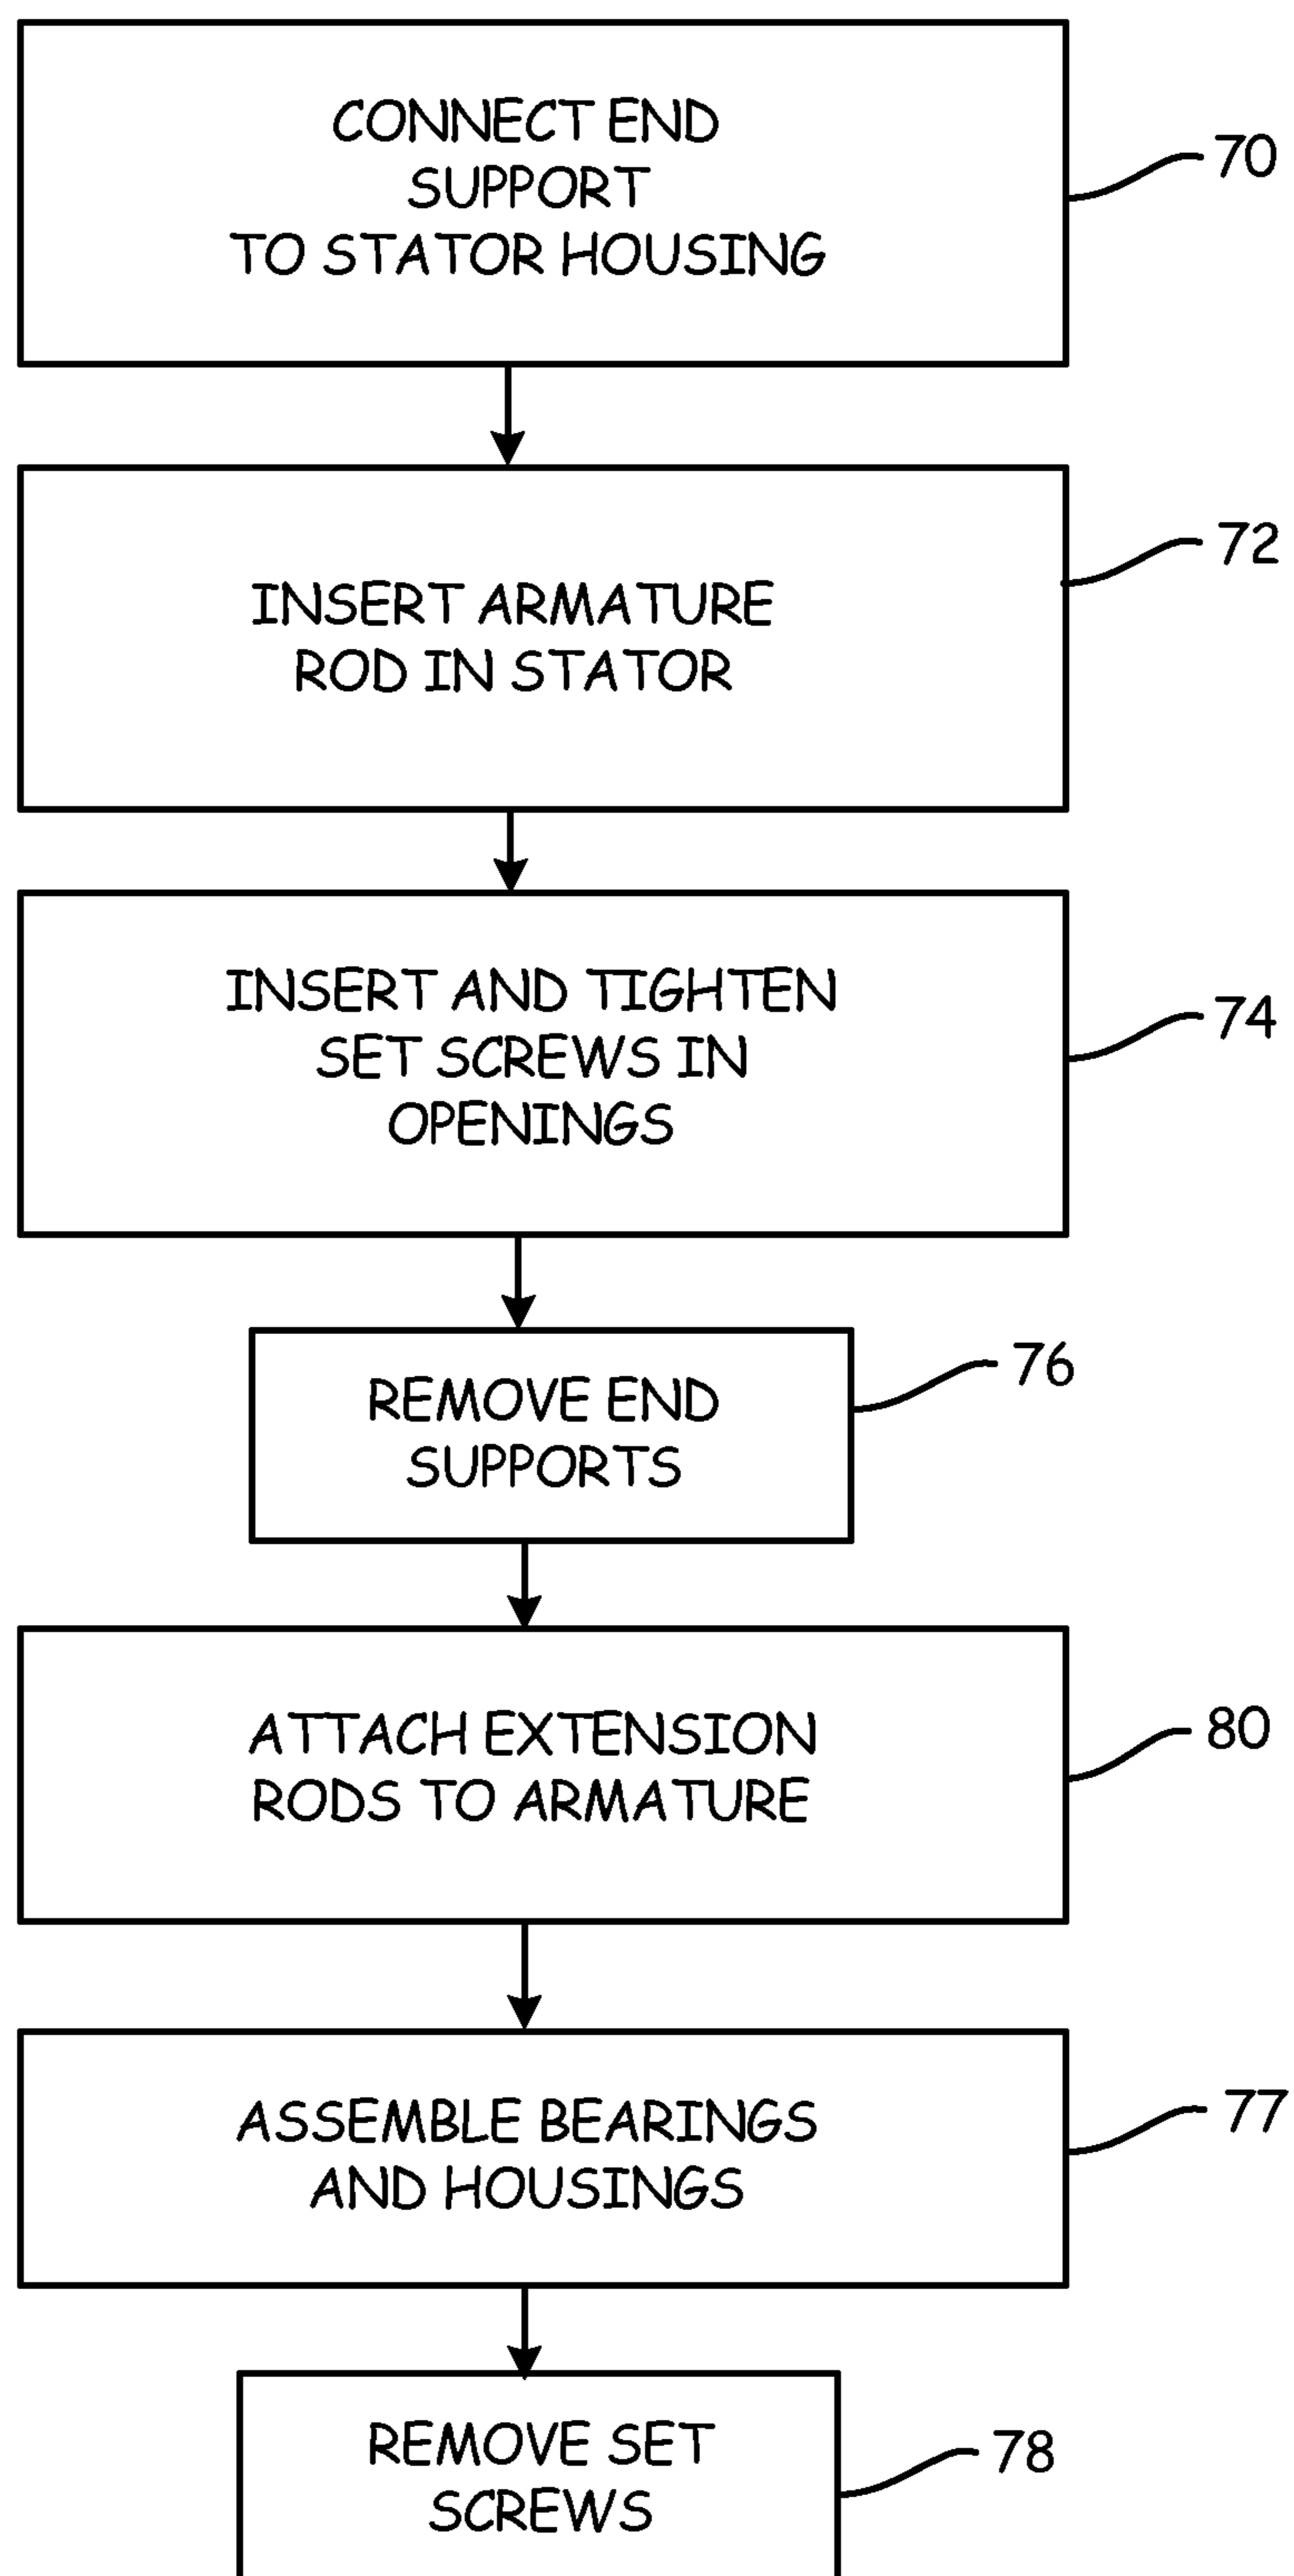 CONNECT END
SUPPORT
TO STATOR HOUSING
70
INSERT ARMATURE
ROD IN STATOR
72
INSERT AND TIGHTEN
SET SCREWS IN
OPENINGS
74
REMOVE END
SUPPORTS
76
ATTACH EXTENSION
RODS TO ARMATURE
80
ASSEMBLE BEARINGS
AND HOUSINGS
77
REMOVE SET
SCREWS
78